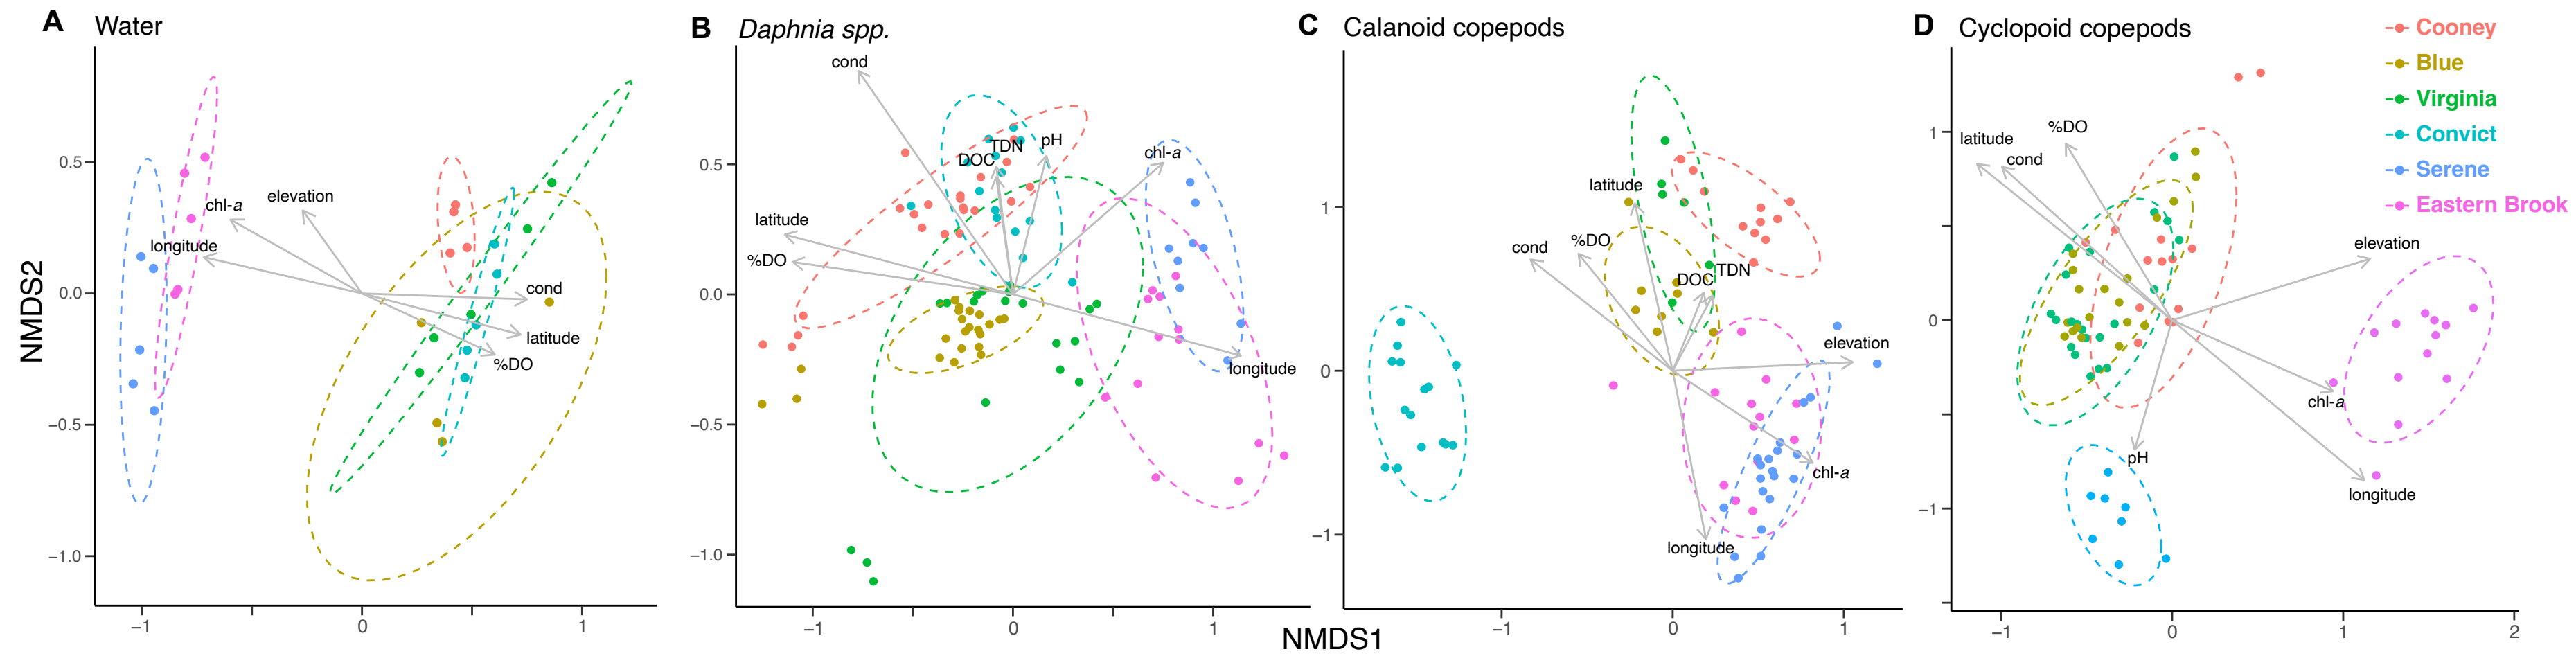 A Water
B Daphnia spp.
C Calanoid copepods
D Cyclopoid copepods
Cooney
Blue
Virginia
Convict
Serene
Eastern Brook
NMDS2
0.5
0.0
−0.5
−1.0
−1
0
1
chl-a
elevation
longitude
cond
latitude
%DO
0.5
0.0
−0.5
−1.0
−1
0
1
cond
DOC
TDN
pH
chl-a
latitude
%DO
longitude
1
0
−1
−1
0
1
latitude
cond
%DO
DOC
TDN
elevation
chl-a
longitude
1
0
−1
−1
0
1
2
latitude
%DO
cond
elevation
chl-a
pH
longitude
NMDS1